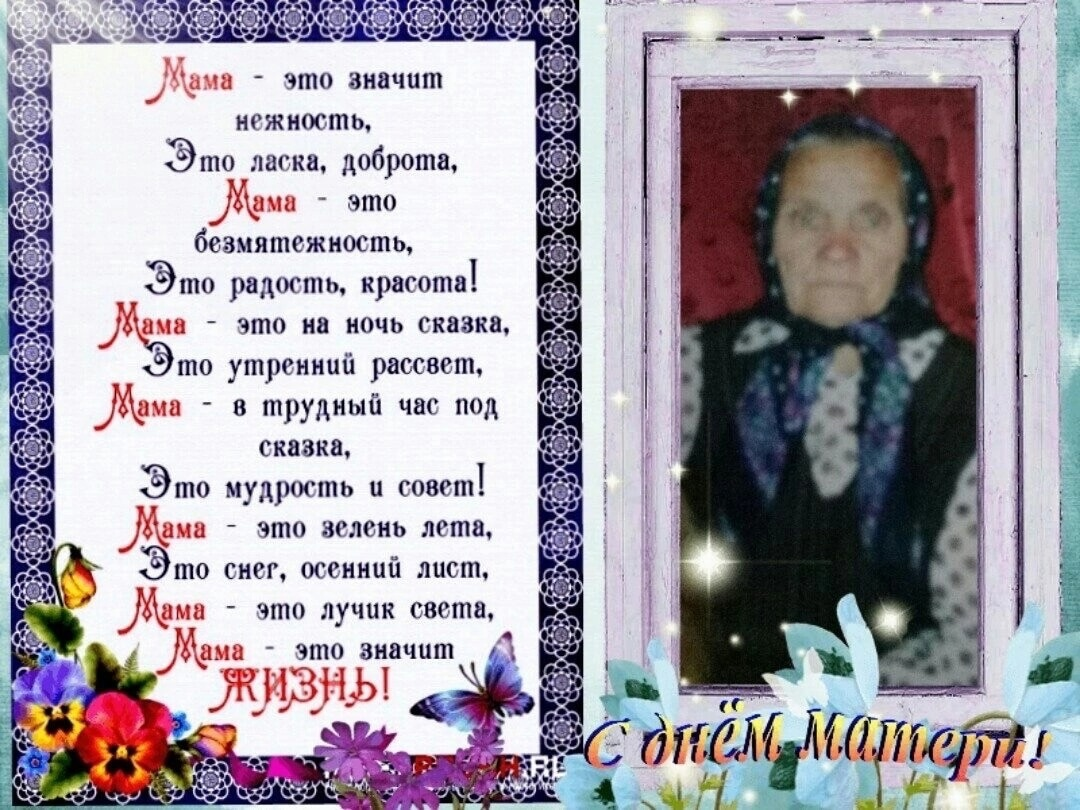 Мама - это значит
нежность,
Это ласка, доброта,
Мама - это
безмятежность,
Это радость, красота!
Мама - это на ночь сказка,
Это утренний рассвет,
Мама - в трудный час под
сказка,
Это мудрость и совет!
Мама - это зелень лета,
Это снег, осенний лист,
Мама - это лучик света,
Мама - это значит
ЖИЗНЬ!
С днём Матери!